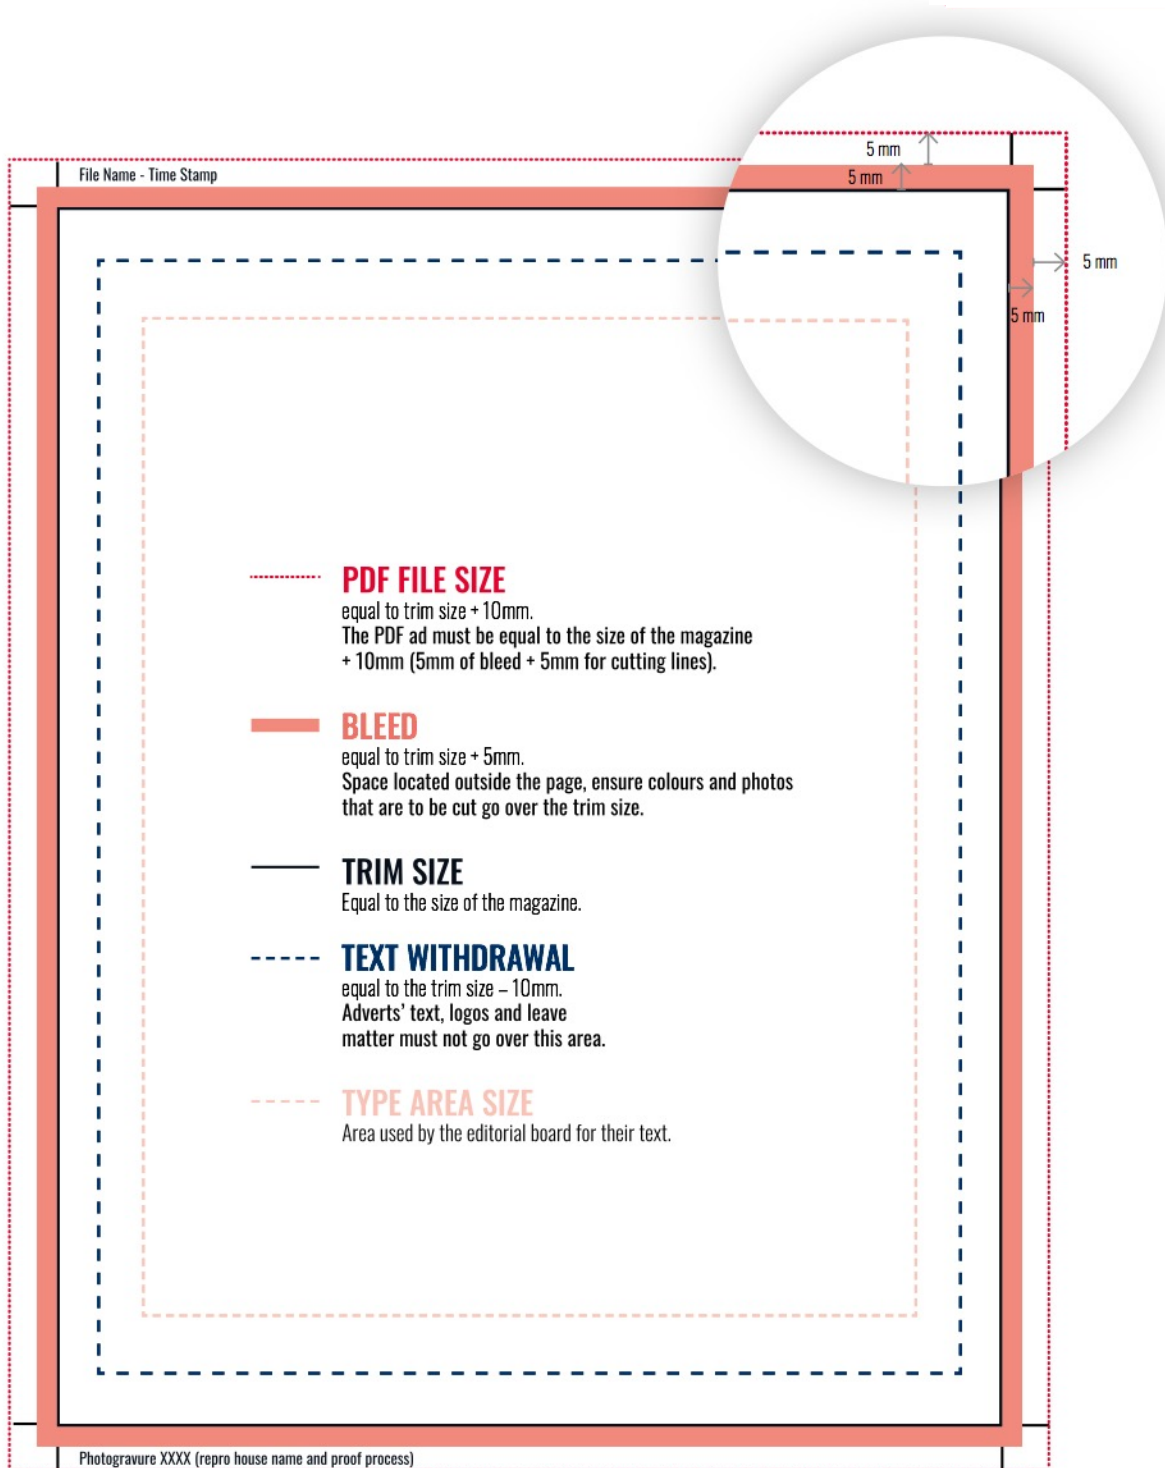 5 mm
File Name - Time Stamp
5 mm
5 mm
5 mm
PDF FILE SIZE
equal to trim size + 10mm.
The PDF ad must be equal to the size of the magazine
+ 10mm (5mm of bleed + 5mm for cutting lines).
BLEED
equal to trim size + 5mm.
Space located outside the page, ensure colours and photos
that are to be cut go over the trim size.
TRIM SIZE
Equal to the size of the magazine.
TEXT WITHDRAWAL
equal to the trim size – 10mm.
Adverts’ text, logos and leave
matter must not go over this area.
TYPE AREA SIZE
Area used by the editorial board for their text.
Photogravure XXXX (repro house name and proof process)